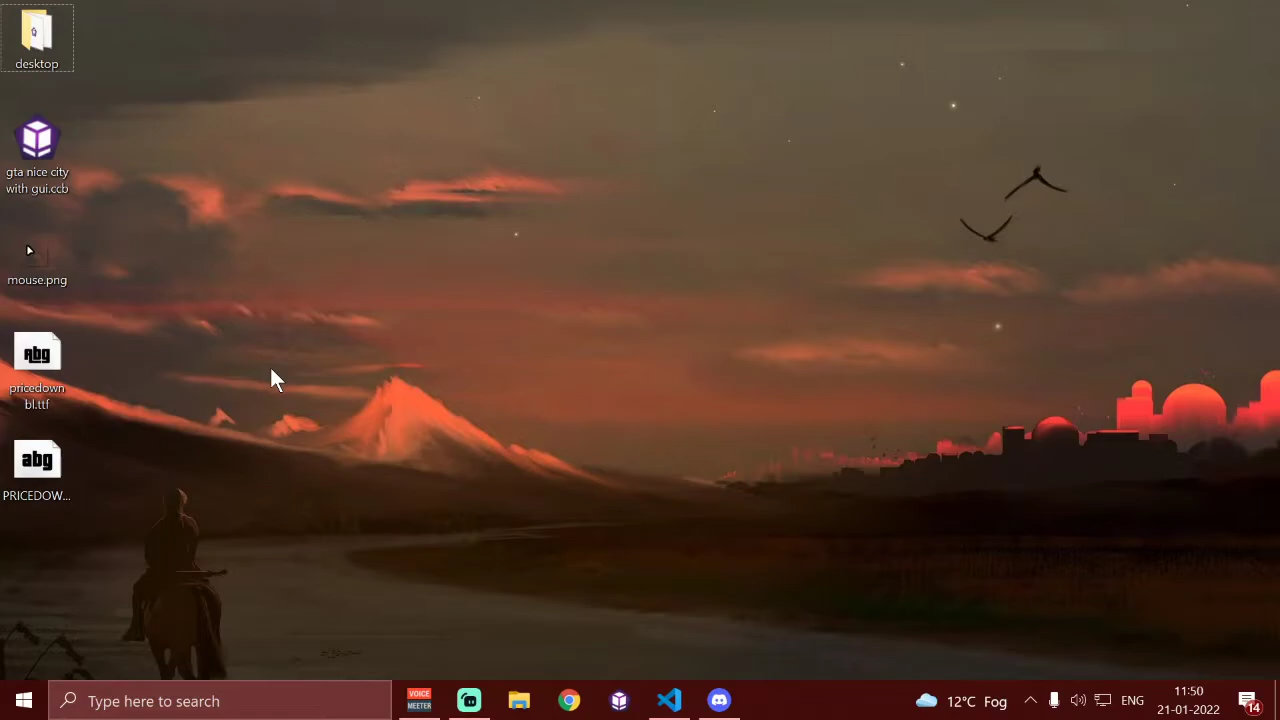 desktop
gta nice city
with gui.ccb
mouse.png
Abg
pricedown
bl.ttf
abg
PRICEDOW...
Type here to search
VOICE
MEETER
12°C Fog
ENG
11:50
21-01-2022
14